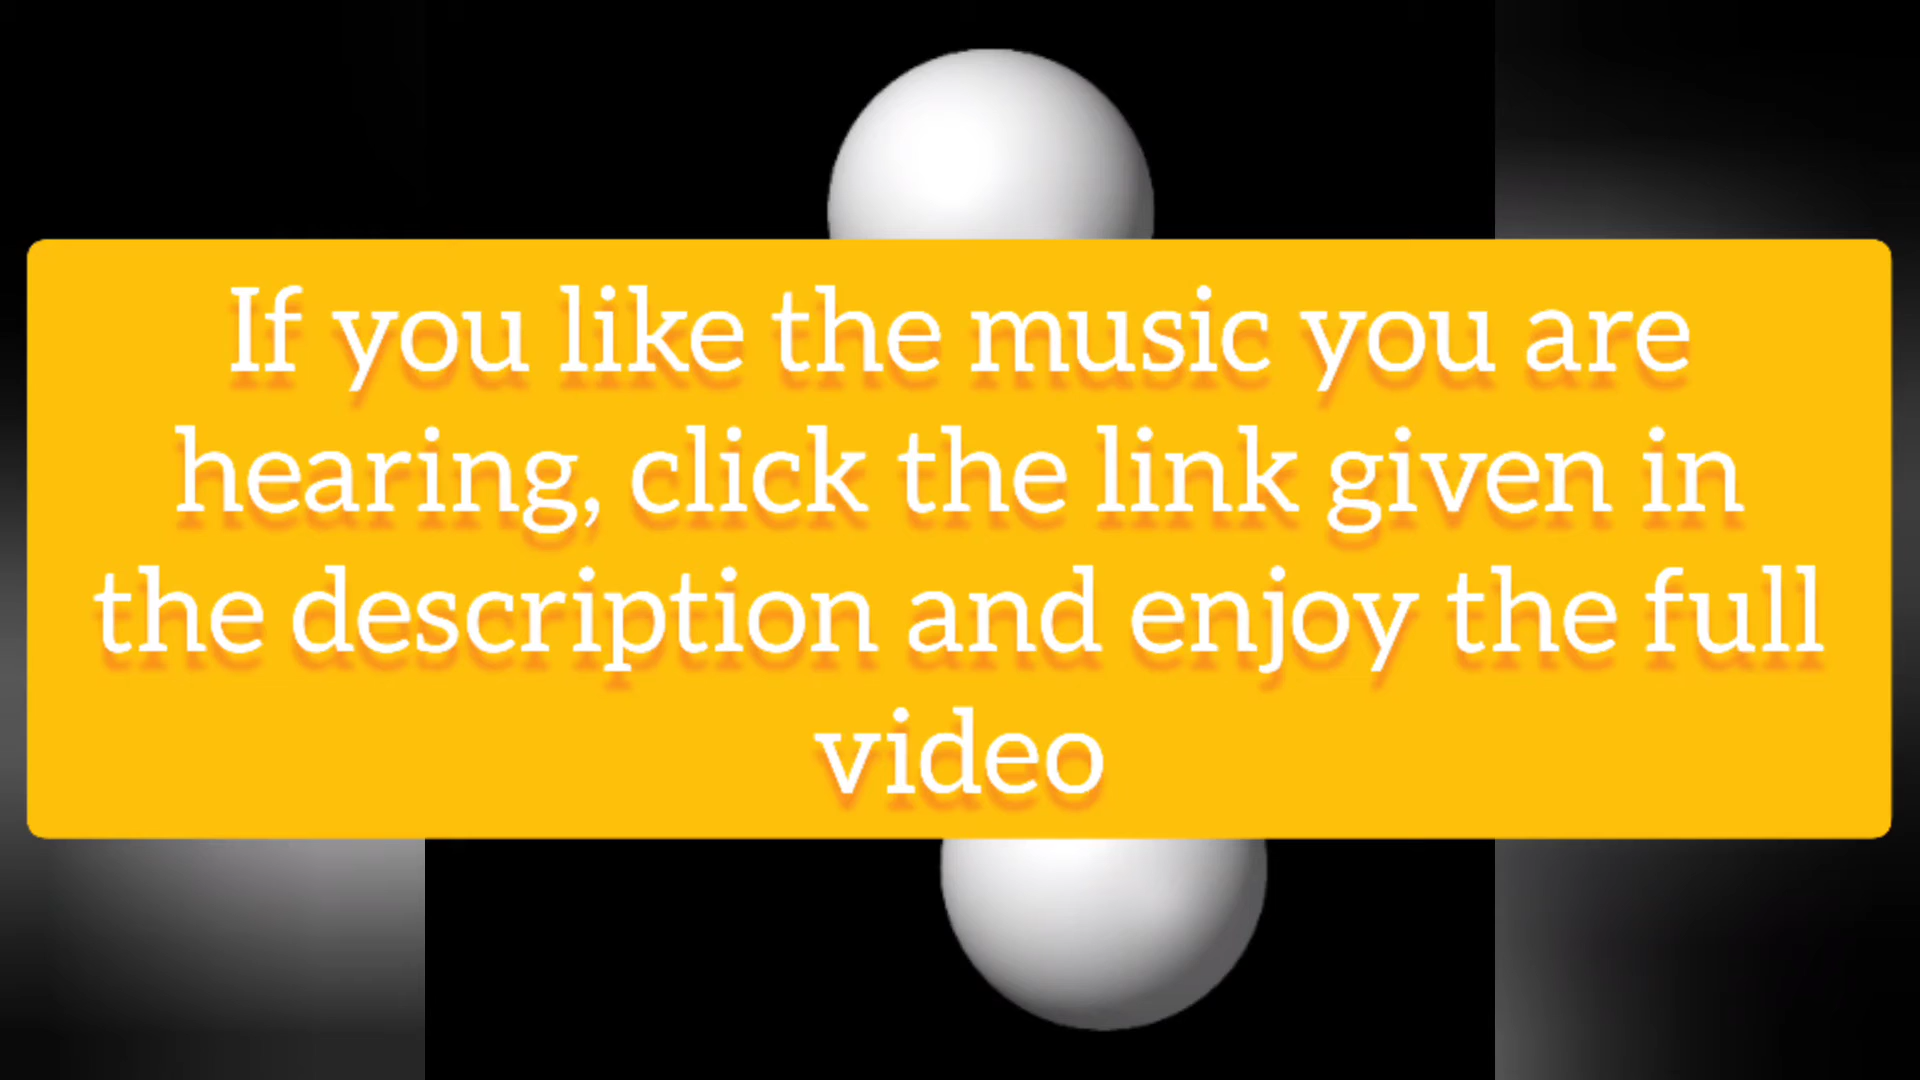 If you like the music you are
hearing, click the link given in
the description and enjoy the full
video